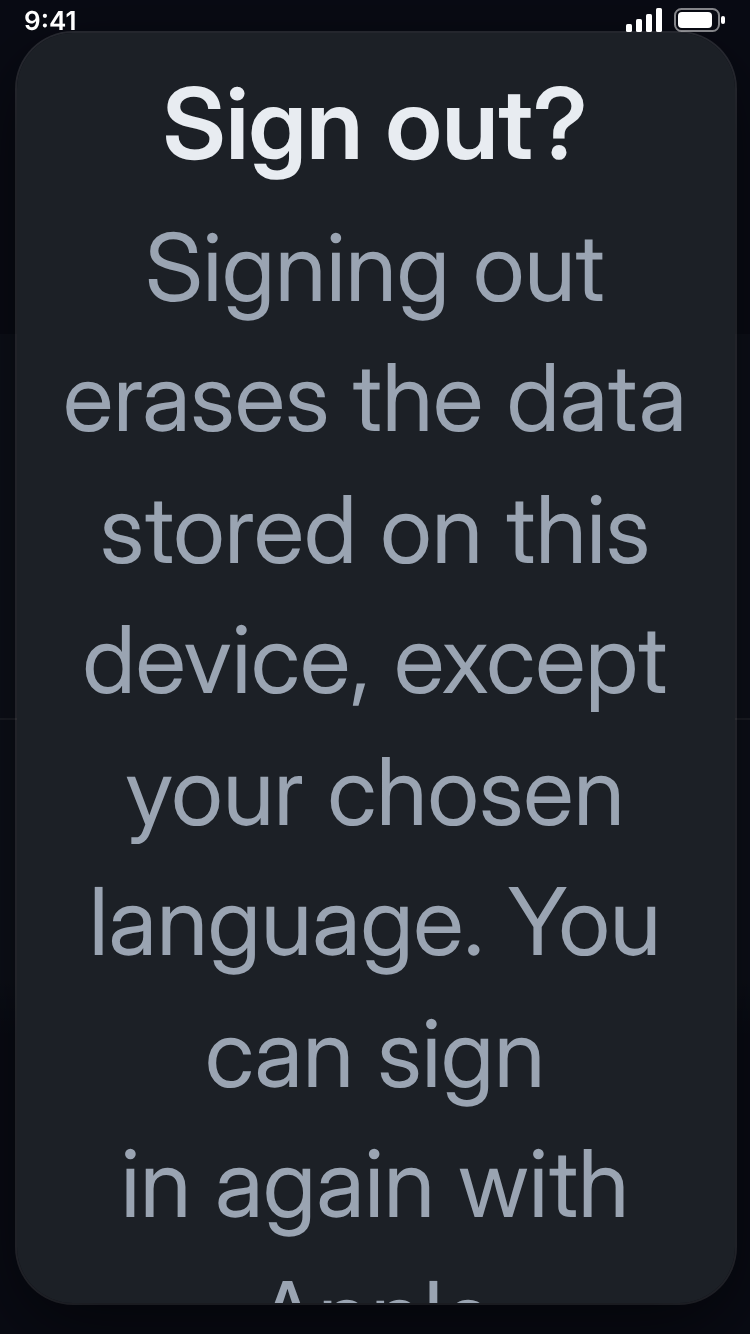 9:41
Sign out?
Signing out
erases the data
stored on this
device, except
your chosen
language. You
can sign
in again with
Apple